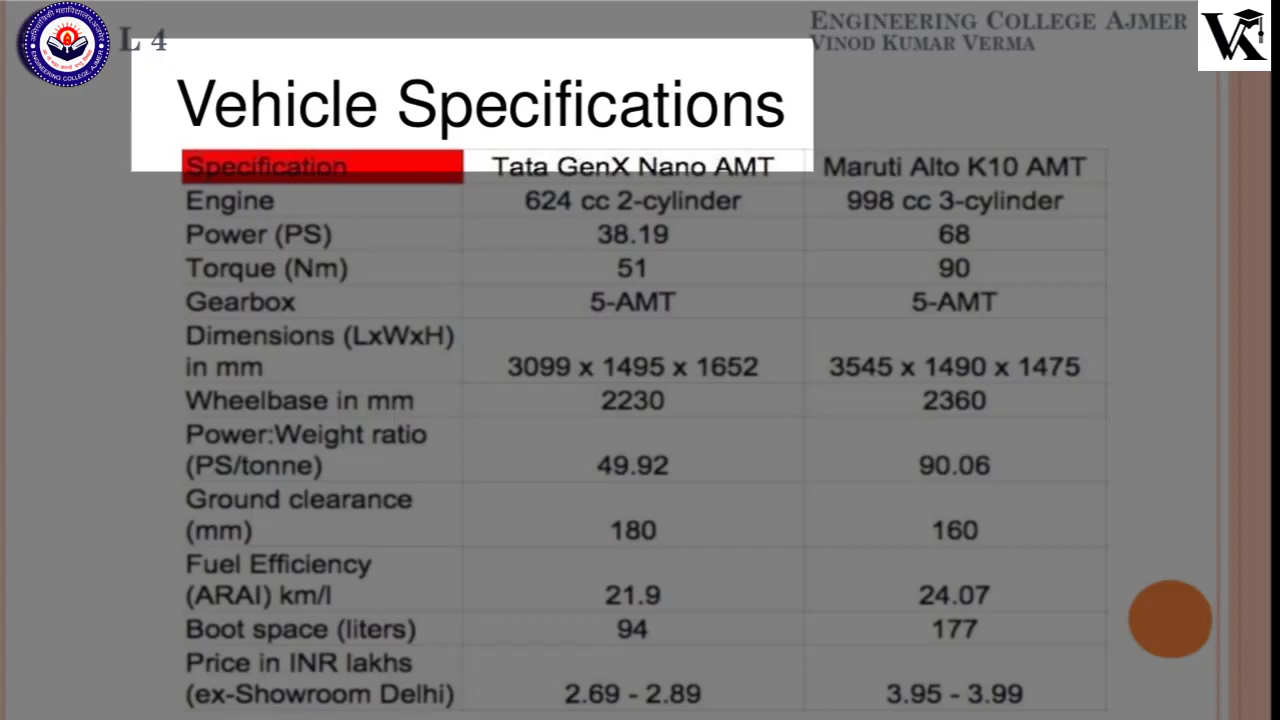 ENGINEERING COLLEGE AJMER
L 4
VINOD KUMAR VERMA
ENGINEERING COLLEGE AJMER
VK
Vehicle Specifications
Specification Tata GenX Nano AMT Maruti Alto K10 AMT
Engine 624 cc 2-cylinder 998 cc 3-cylinder
Power (PS) 38.19 68
Torque (Nm) 51 90
Gearbox 5-AMT 5-AMT
Dimensions (LxWxH)
in mm 3099 x 1495 x 1652 3545 x 1490 x 1475
Wheelbase in mm 2230 2360
Power:Weight ratio
(PS/tonne) 49.92 90.06
Ground clearance
(mm) 180 160
Fuel Efficiency
(ARAI) km/l 21.9 24.07
Boot space (liters) 94 177
Price in INR lakhs
(ex-Showroom Delhi) 2.69 - 2.89 3.95 - 3.99